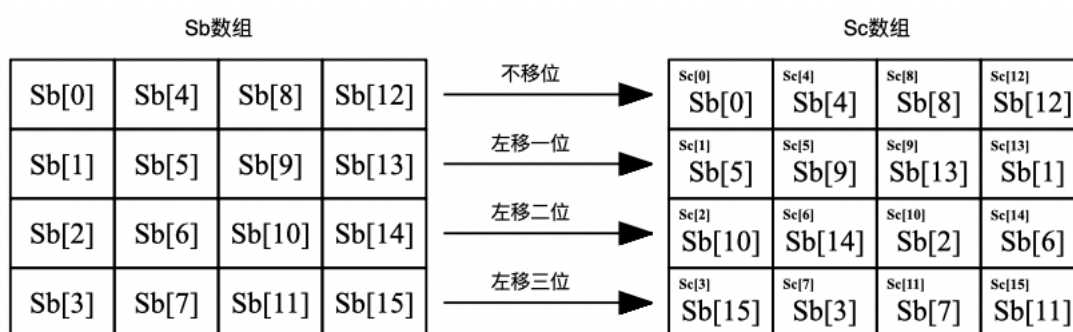 Sb数组 Sc数组
Sb[0] Sb[4] Sb[8] Sb[12] 不移位 Sc[0] Sb[0] Sc[4] Sb[4] Sc[8] Sb[8] Sc[12] Sb[12]
Sb[1] Sb[5] Sb[9] Sb[13] 左移一位 Sc[1] Sb[5] Sc[5] Sb[9] Sc[9] Sb[13] Sc[13] Sb[1]
Sb[2] Sb[6] Sb[10] Sb[14] 左移二位 Sc[2] Sb[10] Sc[6] Sb[14] Sc[10] Sb[2] Sc[14] Sb[6]
Sb[3] Sb[7] Sb[11] Sb[15] 左移三位 Sc[3] Sb[15] Sc[7] Sb[3] Sc[11] Sb[7] Sc[15] Sb[11]